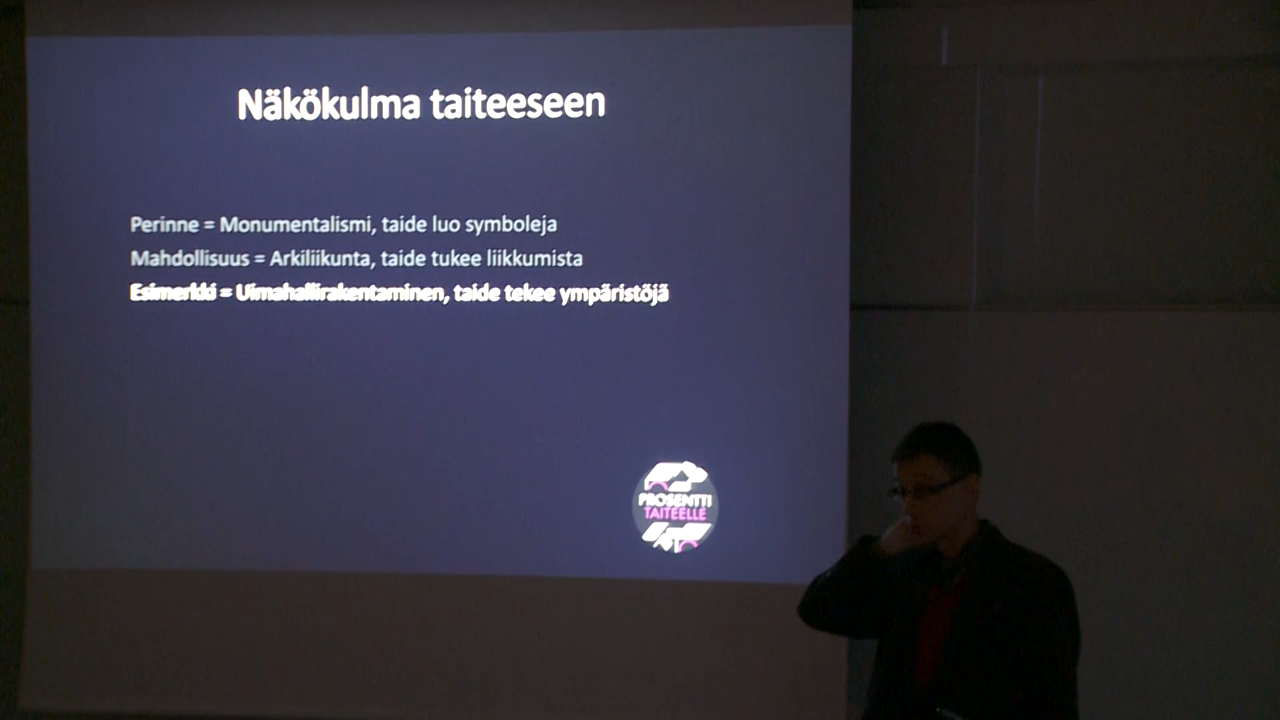 Näkökulma taiteeseen
Perinne = Monumentalismi, taide luo symboleja
Mahdollisuus = Arkiliikunta, taide tukee liikkumista
Esimerkki = Uimahallirakentaminen, taide tekee ympäristöjä
PROSENTTI
TAITEELLE